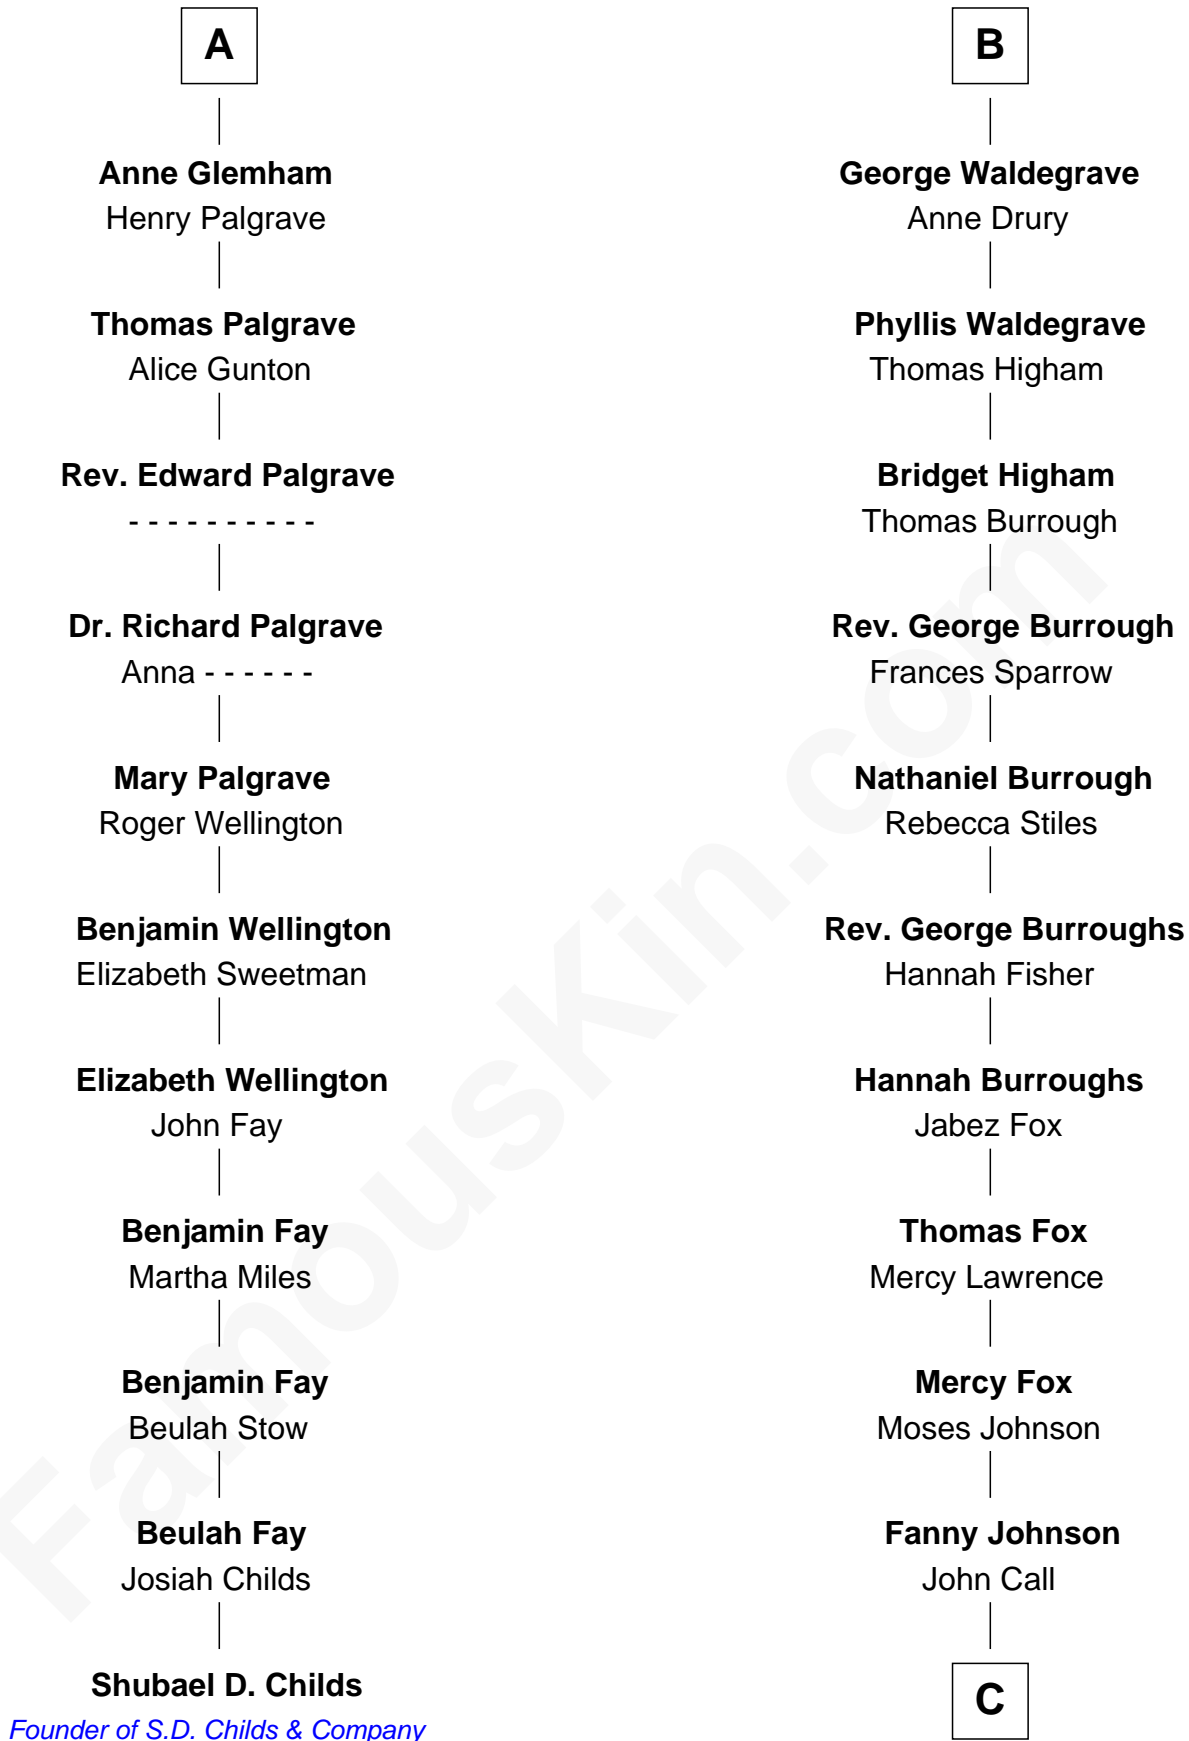 A
Anne Glemham
Henry Palgrave
Thomas Palgrave
Alice Gunton
Rev. Edward Palgrave
- - - - - - - - - -
Dr. Richard Palgrave
Anna - - - - - -
Mary Palgrave
Roger Wellington
Benjamin Wellington
Elizabeth Sweetman
Elizabeth Wellington
John Fay
Benjamin Fay
Martha Miles
Benjamin Fay
Beulah Stow
Beulah Fay
Josiah Childs
Shubael D. Childs
Founder of S.D. Childs & Company
B
George Waldegrave
Anne Drury
Phyllis Waldegrave
Thomas Higham
Bridget Higham
Thomas Burrough
Rev. George Burrough
Frances Sparrow
Nathaniel Burrough
Rebecca Stiles
Rev. George Burroughs
Hannah Fisher
Hannah Burroughs
Jabez Fox
Thomas Fox
Mercy Lawrence
Mercy Fox
Moses Johnson
Fanny Johnson
John Call
C
FamousKin.com